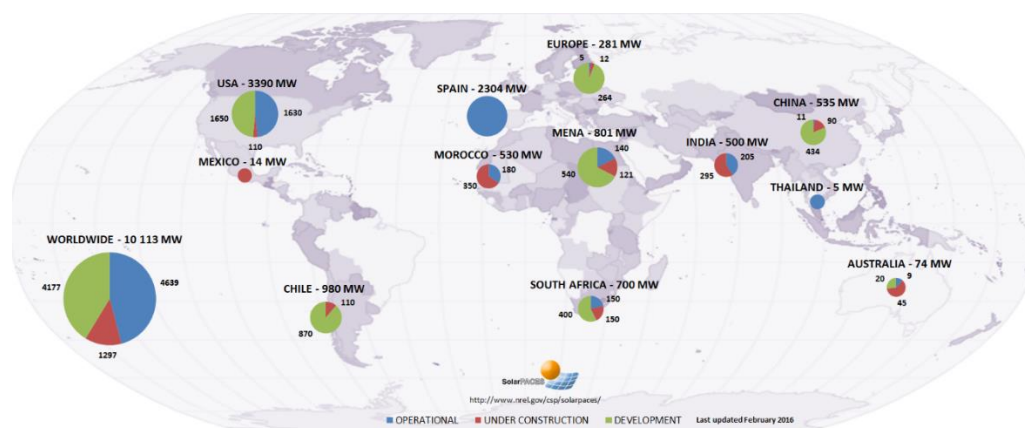 EUROPE - 281 MW
5
12
264
USA - 3390 MW
1650
1630
110
SPAIN - 2304 MW
CHINA - 535 MW
11
90
434
MENA - 801 MW
140
540
121
INDIA - 500 MW
205
295
MOROCCO - 530 MW
180
350
MEXICO - 14 MW
THAILAND - 5 MW
WORLDWIDE - 10 113 MW
4177
4639
1297
AUSTRALIA - 74 MW
20
9
45
CHILE - 980 MW
110
870
SOUTH AFRICA - 700 MW
150
400
150
SolarPACES
http://www.nrel.gov/csp/solarpaces/
OPERATIONAL UNDER CONSTRUCTION DEVELOPMENT Last updated February 2016